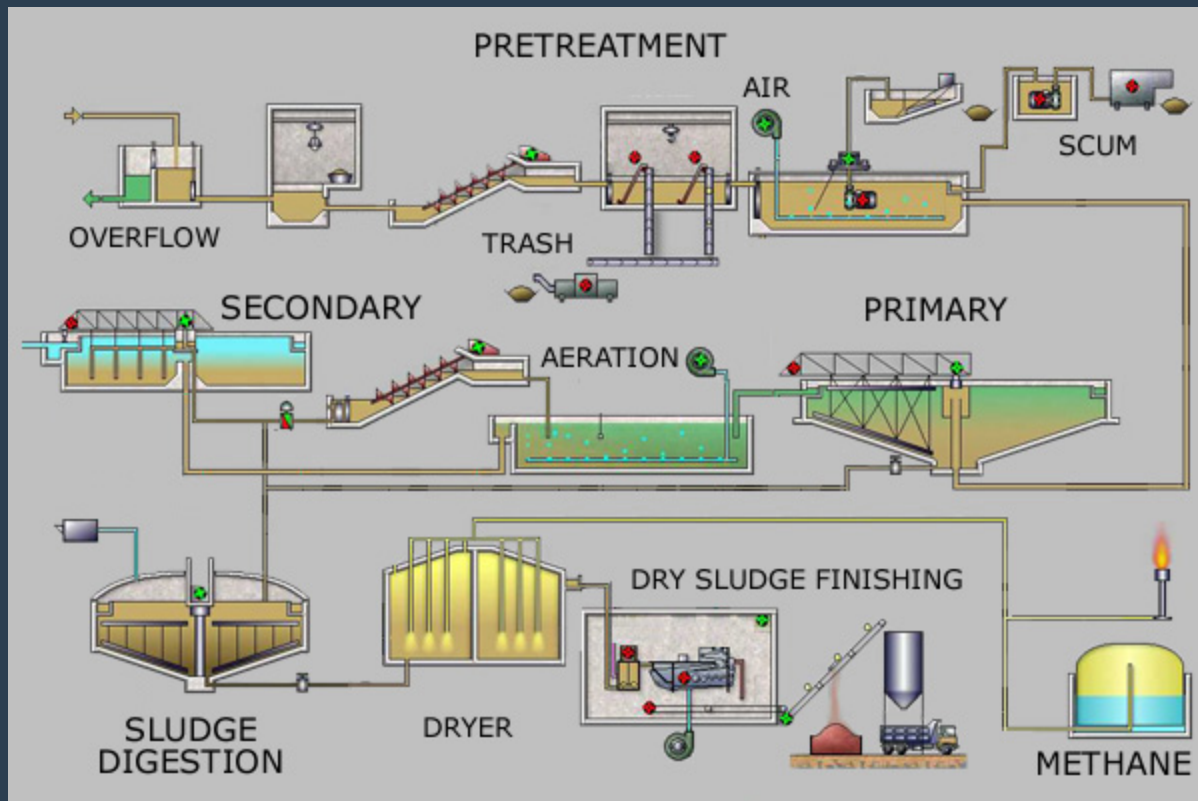 PRETREATMENT
AIR
SCUM
OVERFLOW
TRASH
SECONDARY
PRIMARY
AERATION
DRY SLUDGE FINISHING
SLUDGE
DIGESTION
DRYER
METHANE